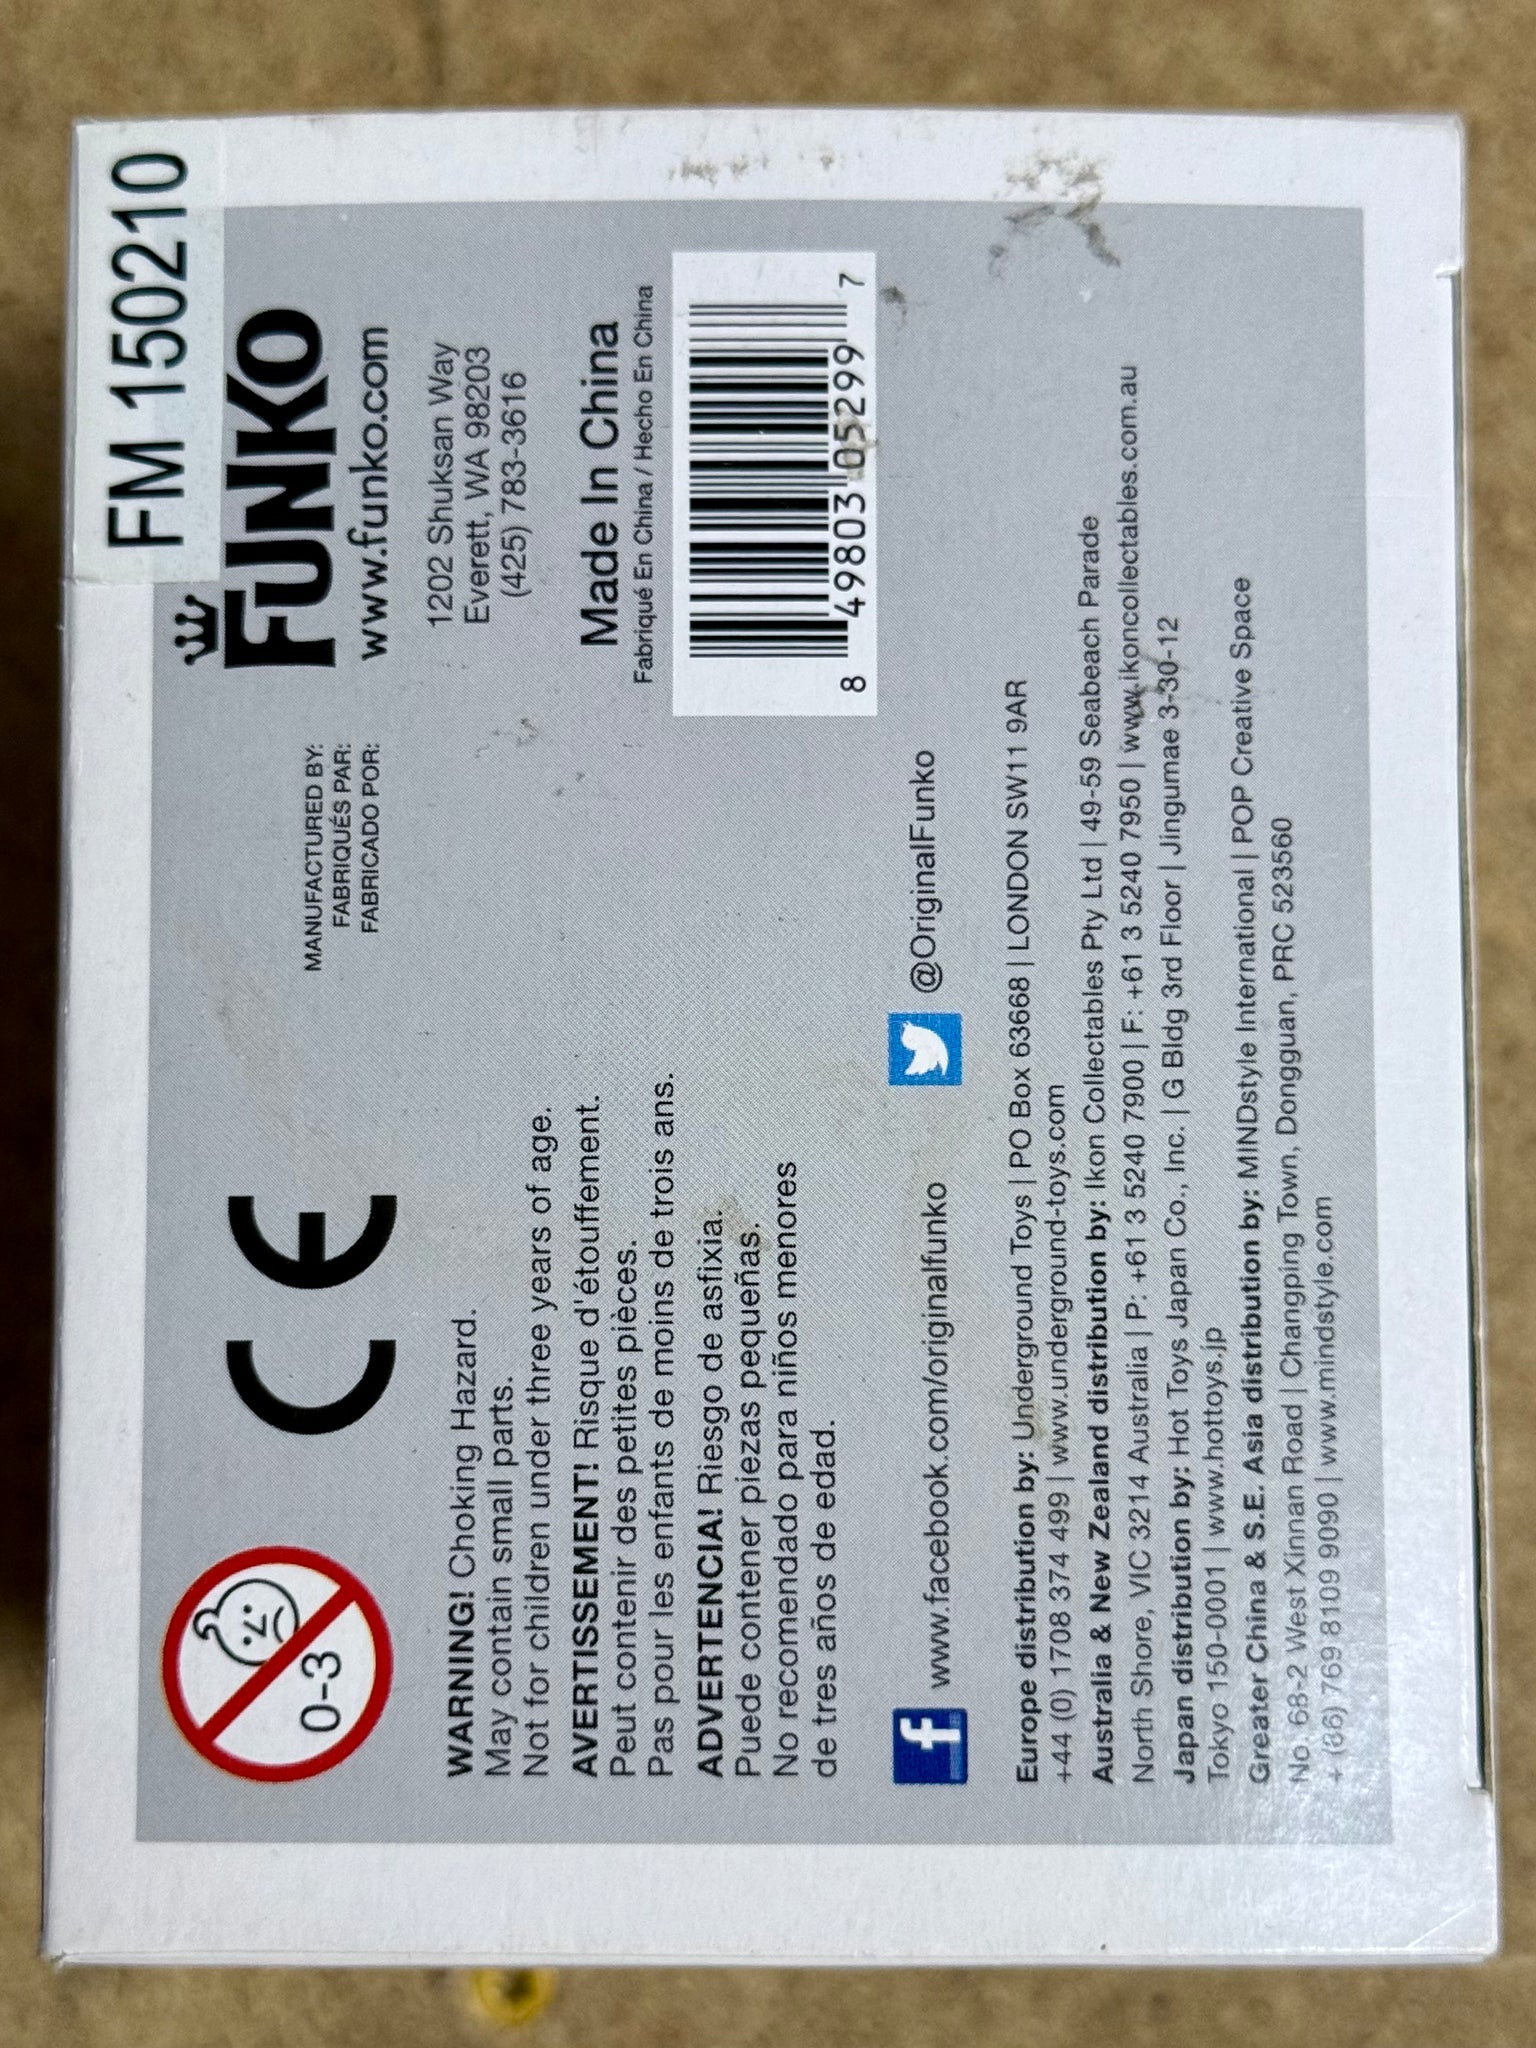 FM 150210
0-3
CE
MANUFACTURED BY:
FABRIQUÉS PAR:
FABRICADO POR:
FUNKO
www.funko.com
1202 Shuksan Way
Everett, WA 98203
(425) 783-3616
Made In China
Fabriqué En China / Hecho En China
8 49803 05299 7
WARNING! Choking Hazard.
May contain small parts.
Not for children under three years of age.
AVERTISSEMENT! Risque d'étouffement.
Peut contenir des petites pièces.
Pas pour les enfants de moins de trois ans.
ADVERTENCIA! Riesgo de asfixia.
Puede contener piezas pequeñas.
No recomendado para niños menores
de tres años de edad.
f www.facebook.com/originalfunko @OriginalFunko
Europe distribution by: Underground Toys | PO Box 63668 | LONDON SW11 9AR
+44 (0) 1708 374 499 | www.underground-toys.com
Australia & New Zealand distribution by: Ikon Collectables Pty Ltd | 49-59 Seabeach Parade
North Shore, VIC 3214 Australia | P: +61 3 5240 7900 | F: +61 3 5240 7950 | www.ikoncollectables.com.au
Japan distribution by: Hot Toys Japan Co., Inc. | G Bldg 3rd Floor | Jingumae 3-30-12
Tokyo 150-0001 | www.hottoys.jp
Greater China & S.E. Asia distribution by: MINDstyle International | POP Creative Space
No. 68-2 West Xinnan Road | Changping Town, Dongguan, PRC 523560
+ (86) 769 8109 9090 | www.mindstyle.com